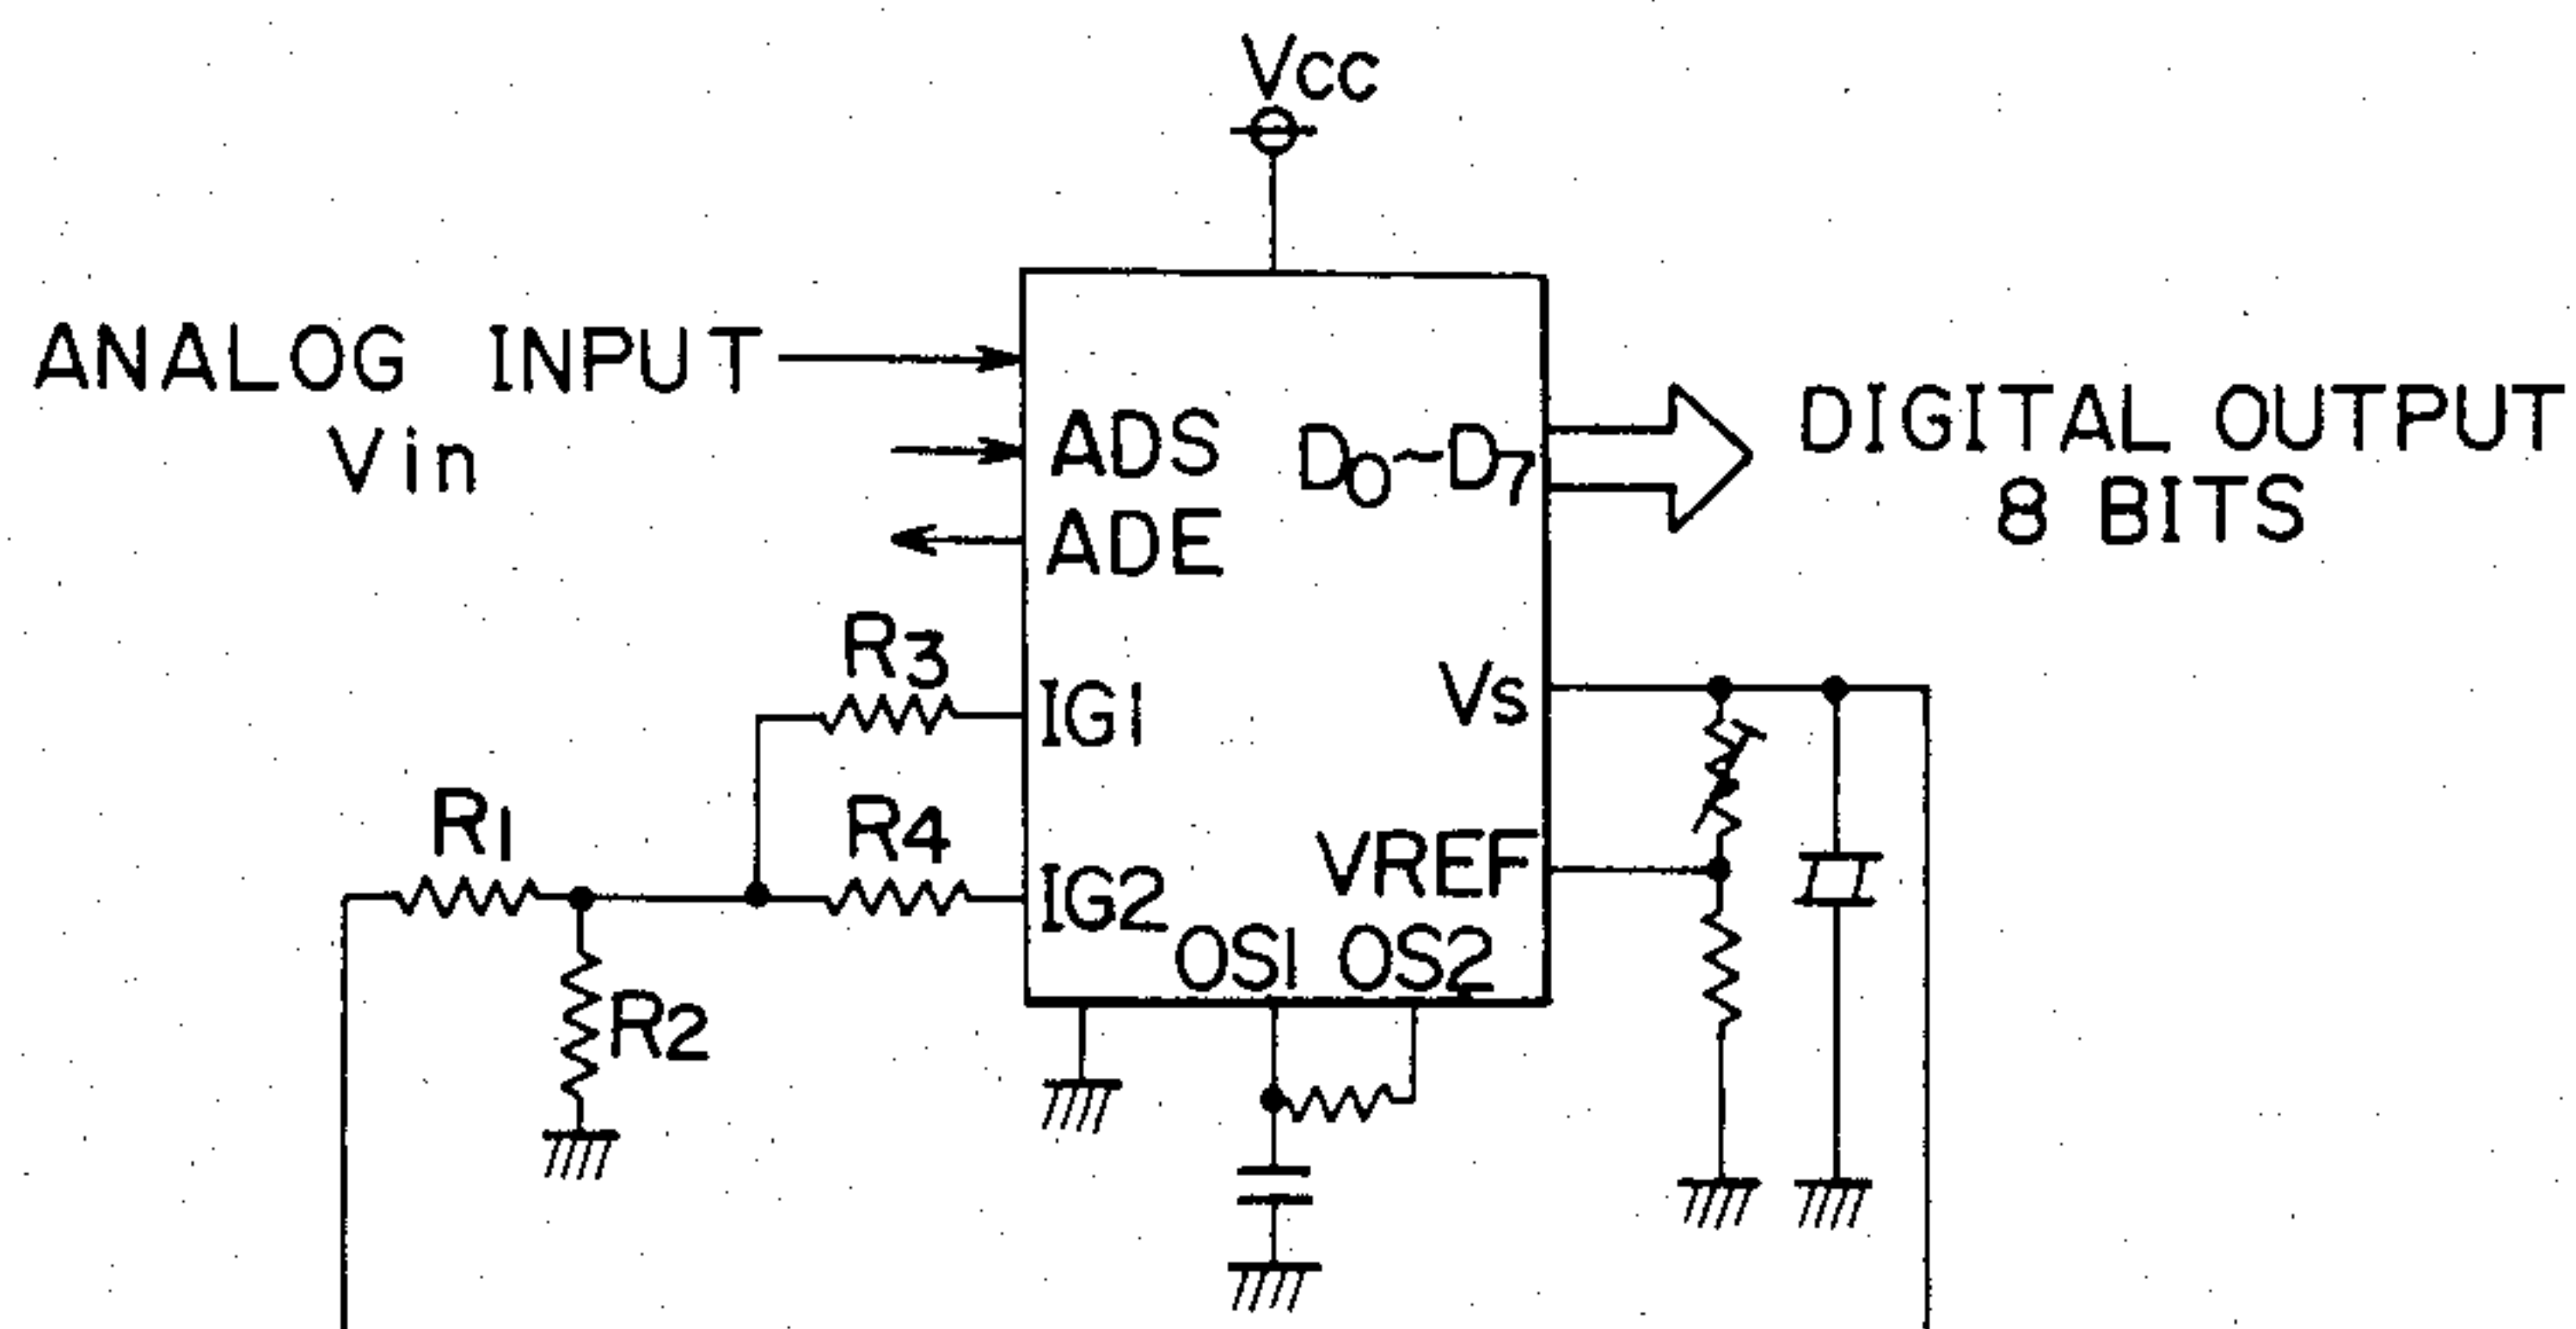 Vcc
ANALOG INPUT
Vin
ADS
D0~D7
DIGITAL OUTPUT
8 BITS
ADE
R3
IG1
Vs
R1
R4
VREF
IG2
OS1 OS2
R2